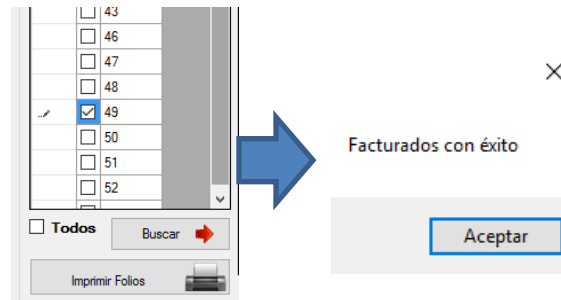 43
46
47
48
49
50
51
52
Todos
Buscar
Imprimir Folios
Facturados con éxito
Aceptar